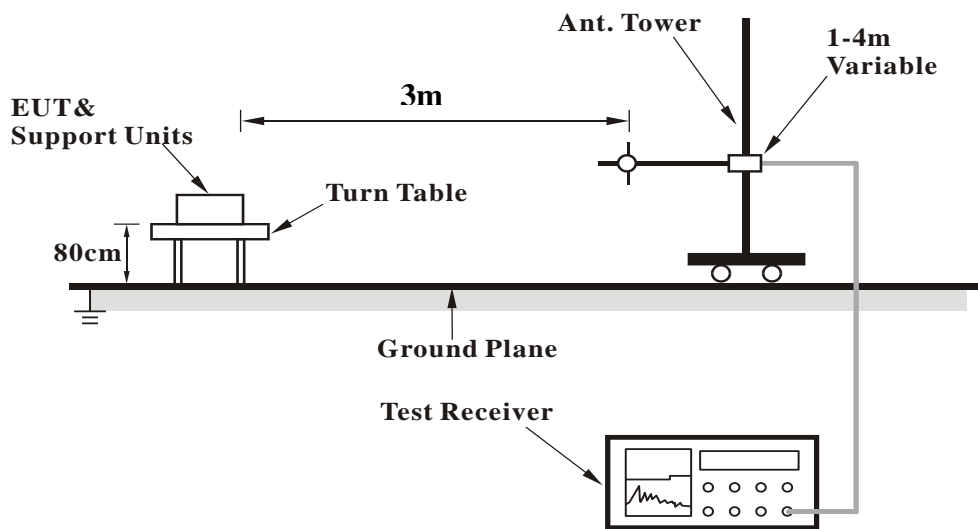 Ant. Tower
1-4m
Variable
3m
EUT&
Support Units
Turn Table
80cm
Ground Plane
Test Receiver